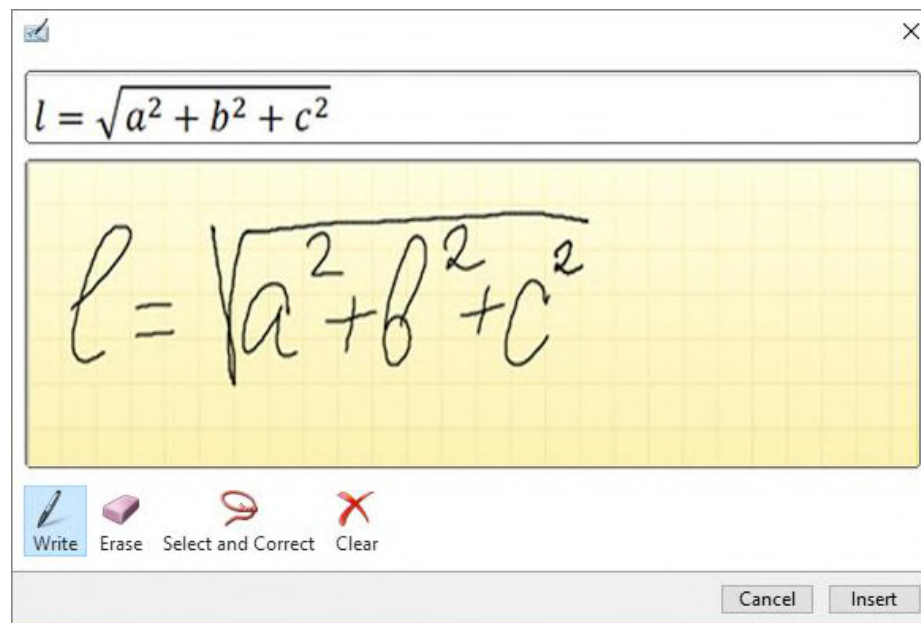 l = √(a² + b² + c²)
l = √(a² + b² + c²)
Write Erase Select and Correct Clear
Cancel Insert